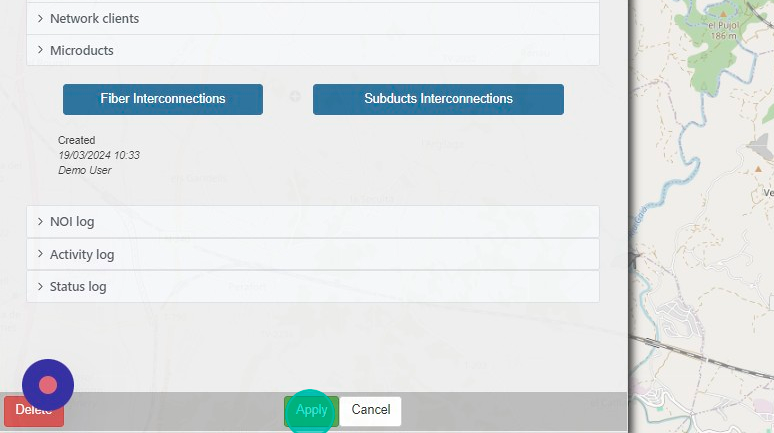 Network clients
Microducts
Fiber Interconnections
Subducts Interconnections
Created
19/03/2024 10:33
Demo User
NOI log
Activity log
Status log
Delete
Apply
Cancel
el Pujol
186 m
Ve